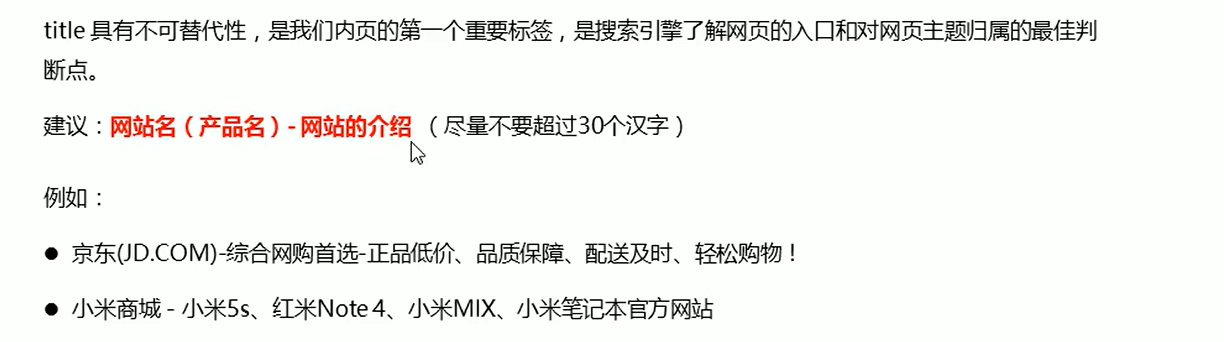 title 具有不可替代性，是我们内页的第一个重要标签，是搜索引擎了解网页的入口和对网页主题归属的最佳判
断点。
建议：网站名（产品名）- 网站的介绍 （尽量不要超过30个汉字）
例如：
● 京东(JD.COM)-综合网购首选-正品低价、品质保障、配送及时、轻松购物！
● 小米商城 - 小米5s、红米Note 4、小米MIX、小米笔记本官方网站